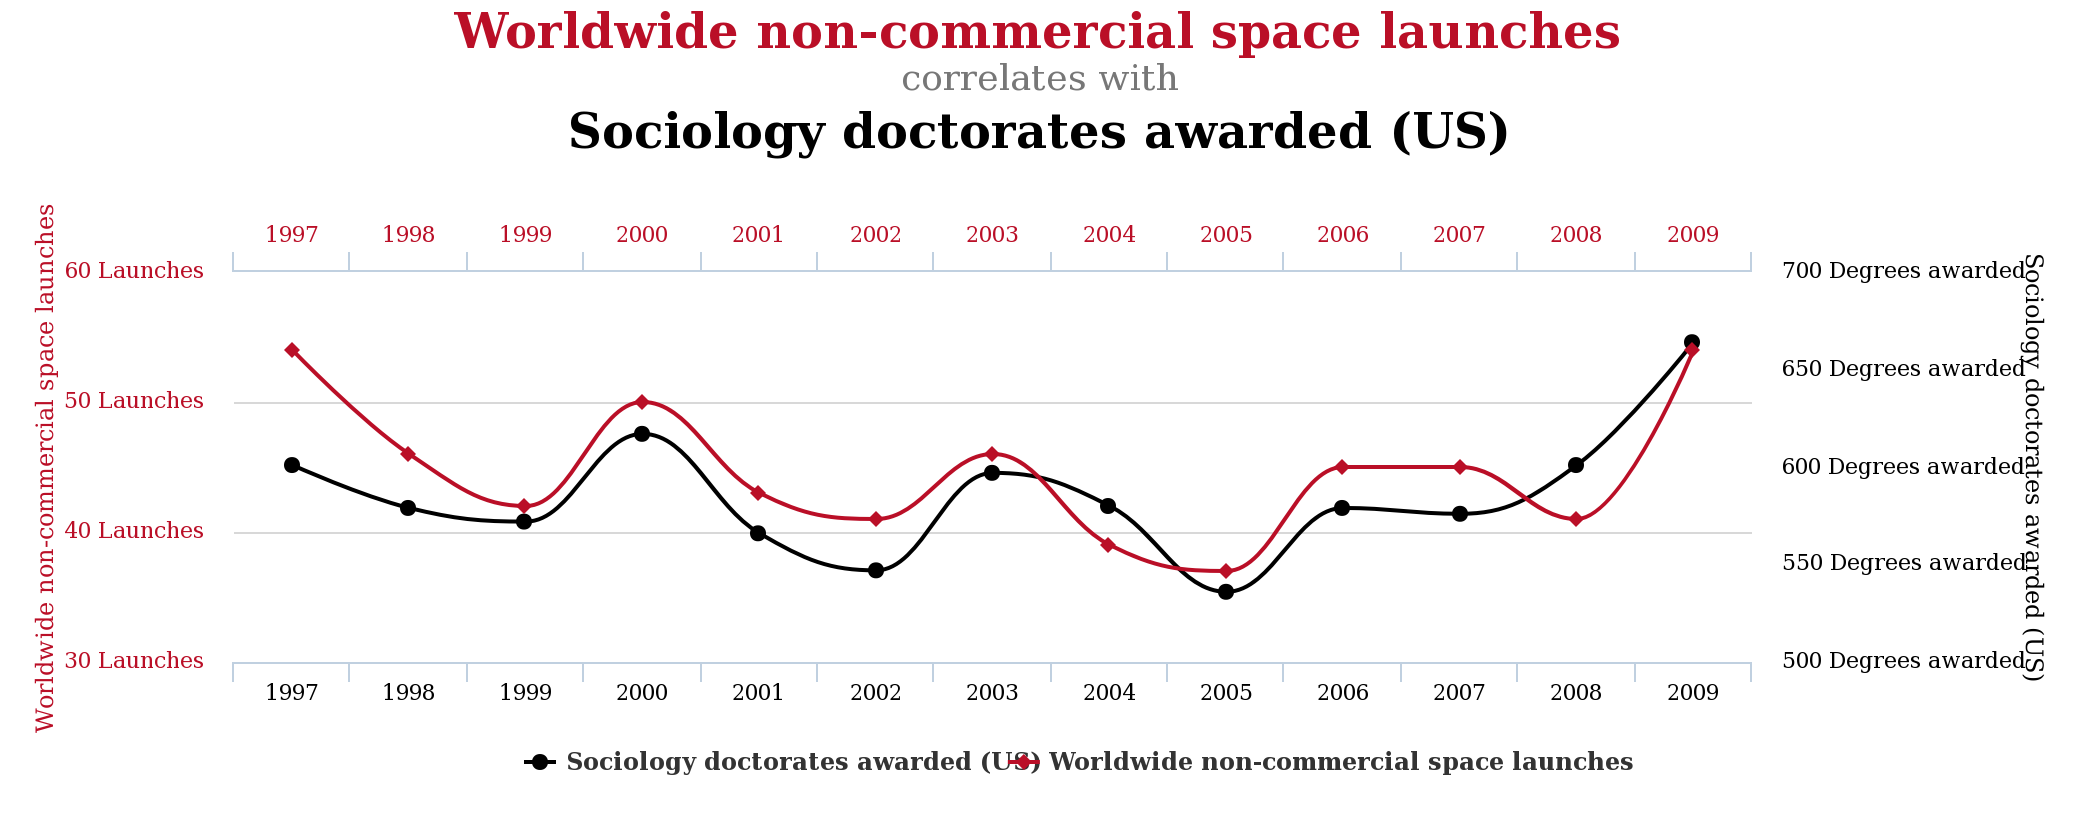 Worldwide non-commercial space launches
correlates with
Sociology doctorates awarded (US)
1997 1998 1999 2000 2001 2002 2003 2004 2005 2006 2007 2008 2009
Worldwide non-commercial space launches
60 Launches
50 Launches
40 Launches
30 Launches
700 Degrees awarded
650 Degrees awarded
600 Degrees awarded
550 Degrees awarded
500 Degrees awarded
Sociology doctorates awarded (US)
1997 1998 1999 2000 2001 2002 2003 2004 2005 2006 2007 2008 2009
Sociology doctorates awarded (US) Worldwide non-commercial space launches